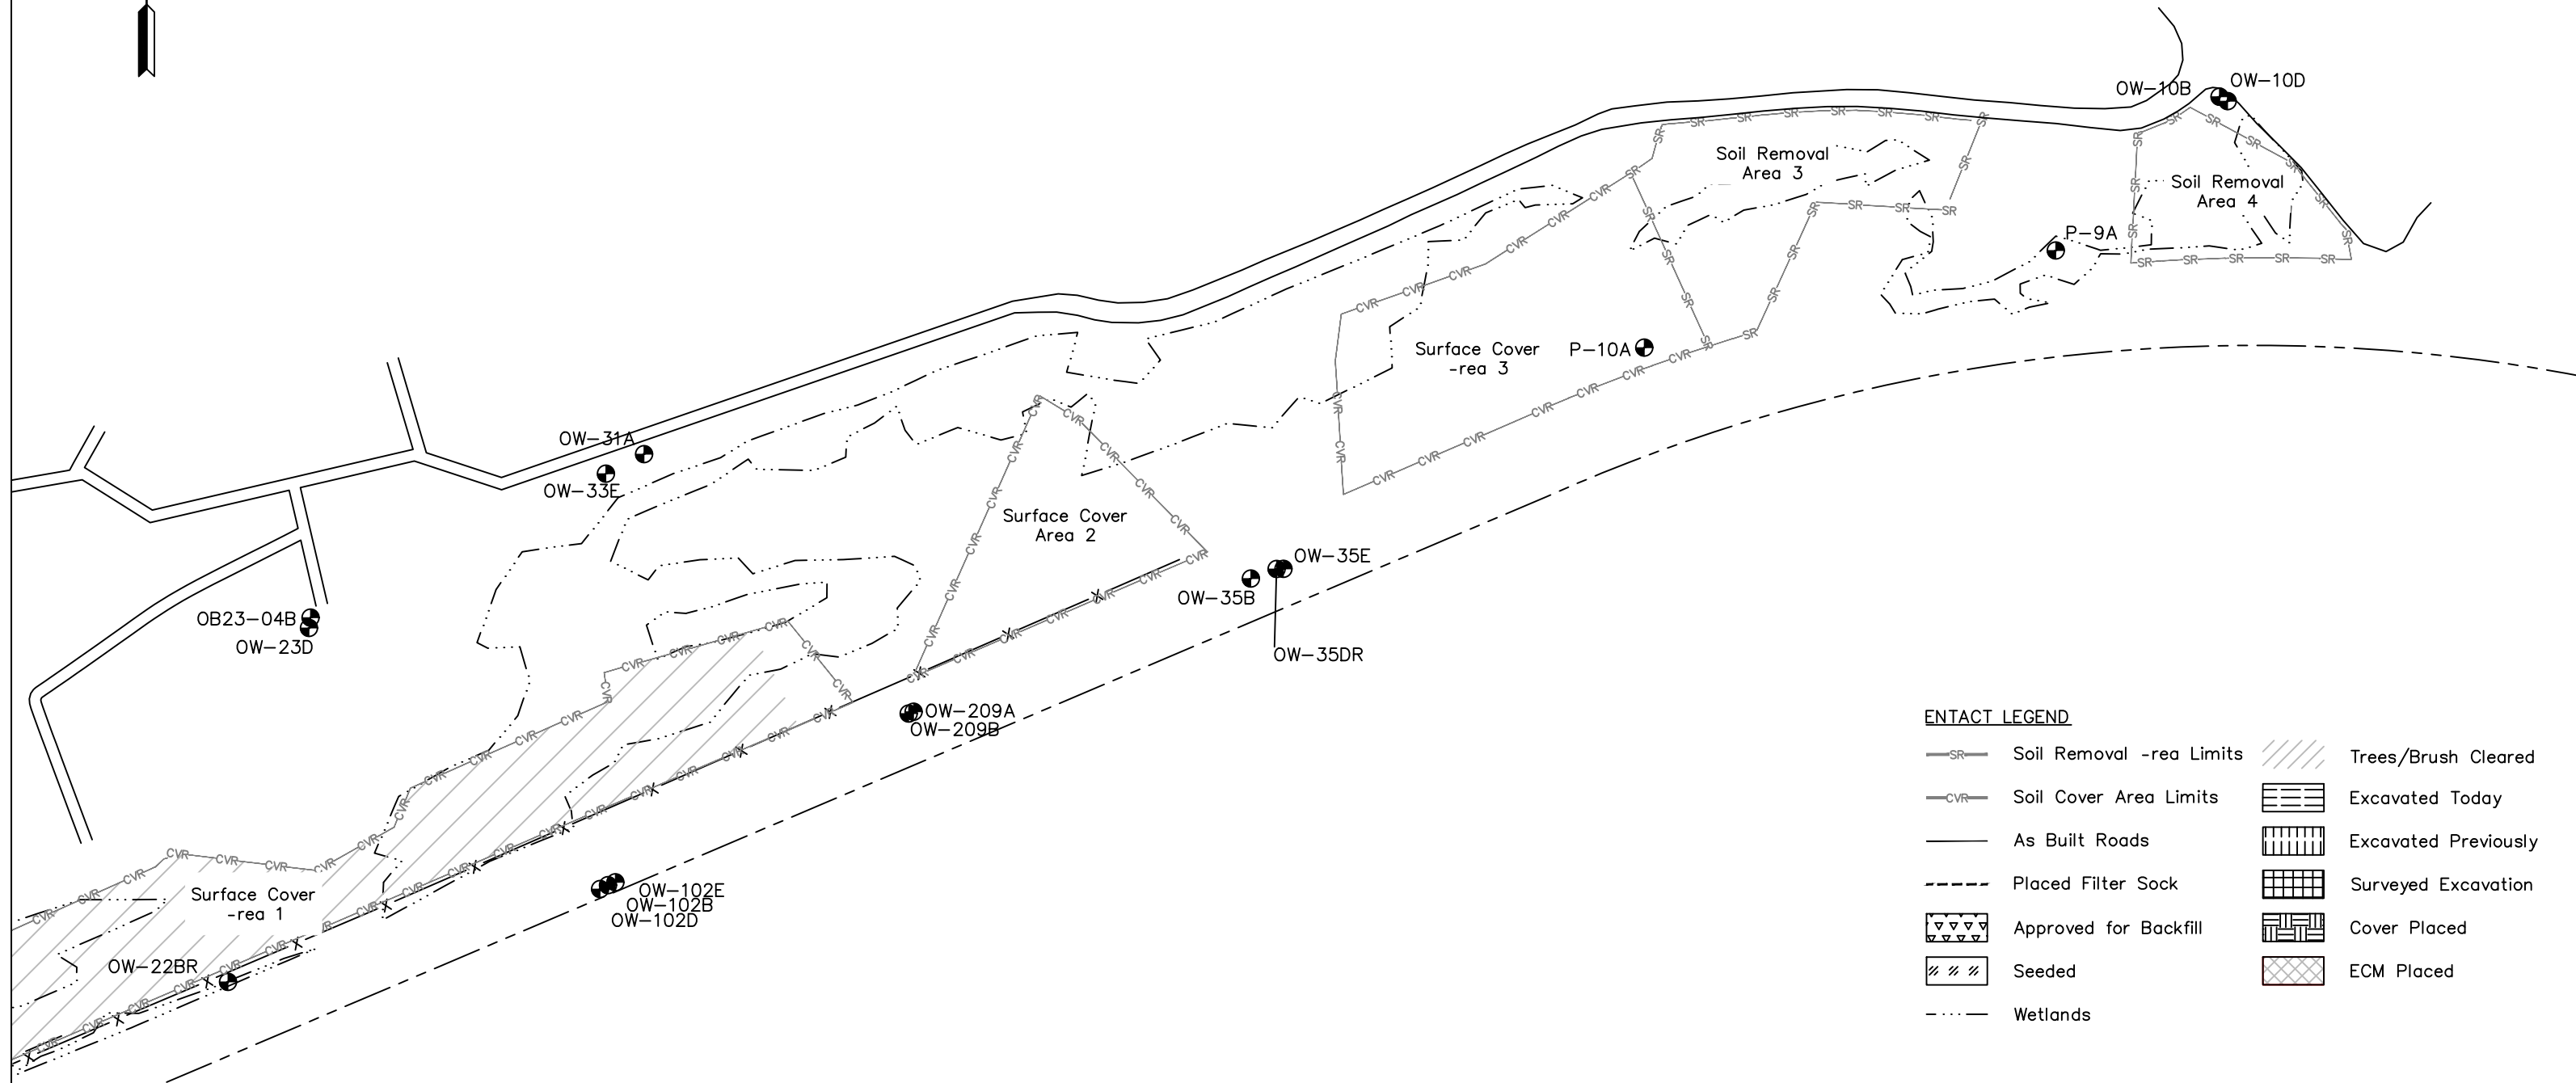 OW-10B
OW-10D
Soil Removal
Area 3
Soil Removal
Area 4
P-9A
Surface Cover
-rea 3
P-10A
OW-31A
OW-33E
Surface Cover
Area 2
OW-35E
OW-35B
OW-35DR
OB23-04B
OW-23D
OW-209A
OW-209B
OW-102E
OW-102B
OW-102D
Surface Cover
-rea 1
OW-22BR
ENTACT LEGEND
SR Soil Removal -rea Limits
CVR Soil Cover Area Limits
As Built Roads
Placed Filter Sock
Approved for Backfill
Seeded
Wetlands
Trees/Brush Cleared
Excavated Today
Excavated Previously
Surveyed Excavation
Cover Placed
ECM Placed